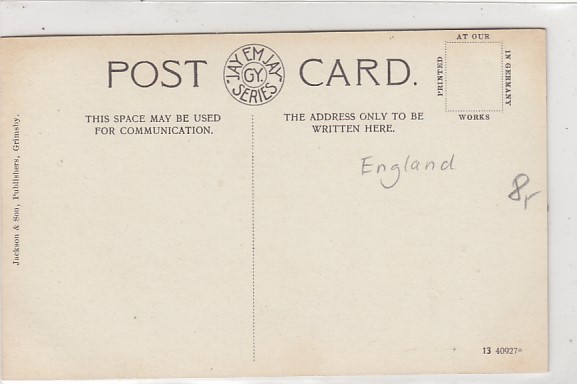 POST CARD.
"JAY EM JAY" SERIES
GY.
PRINTED
AT OUR
WORKS
IN GERMANY
THIS SPACE MAY BE USED
FOR COMMUNICATION.
THE ADDRESS ONLY TO BE
WRITTEN HERE.
England
8,-
Jackson & Son, Publishers, Grimsby.
13 40927=